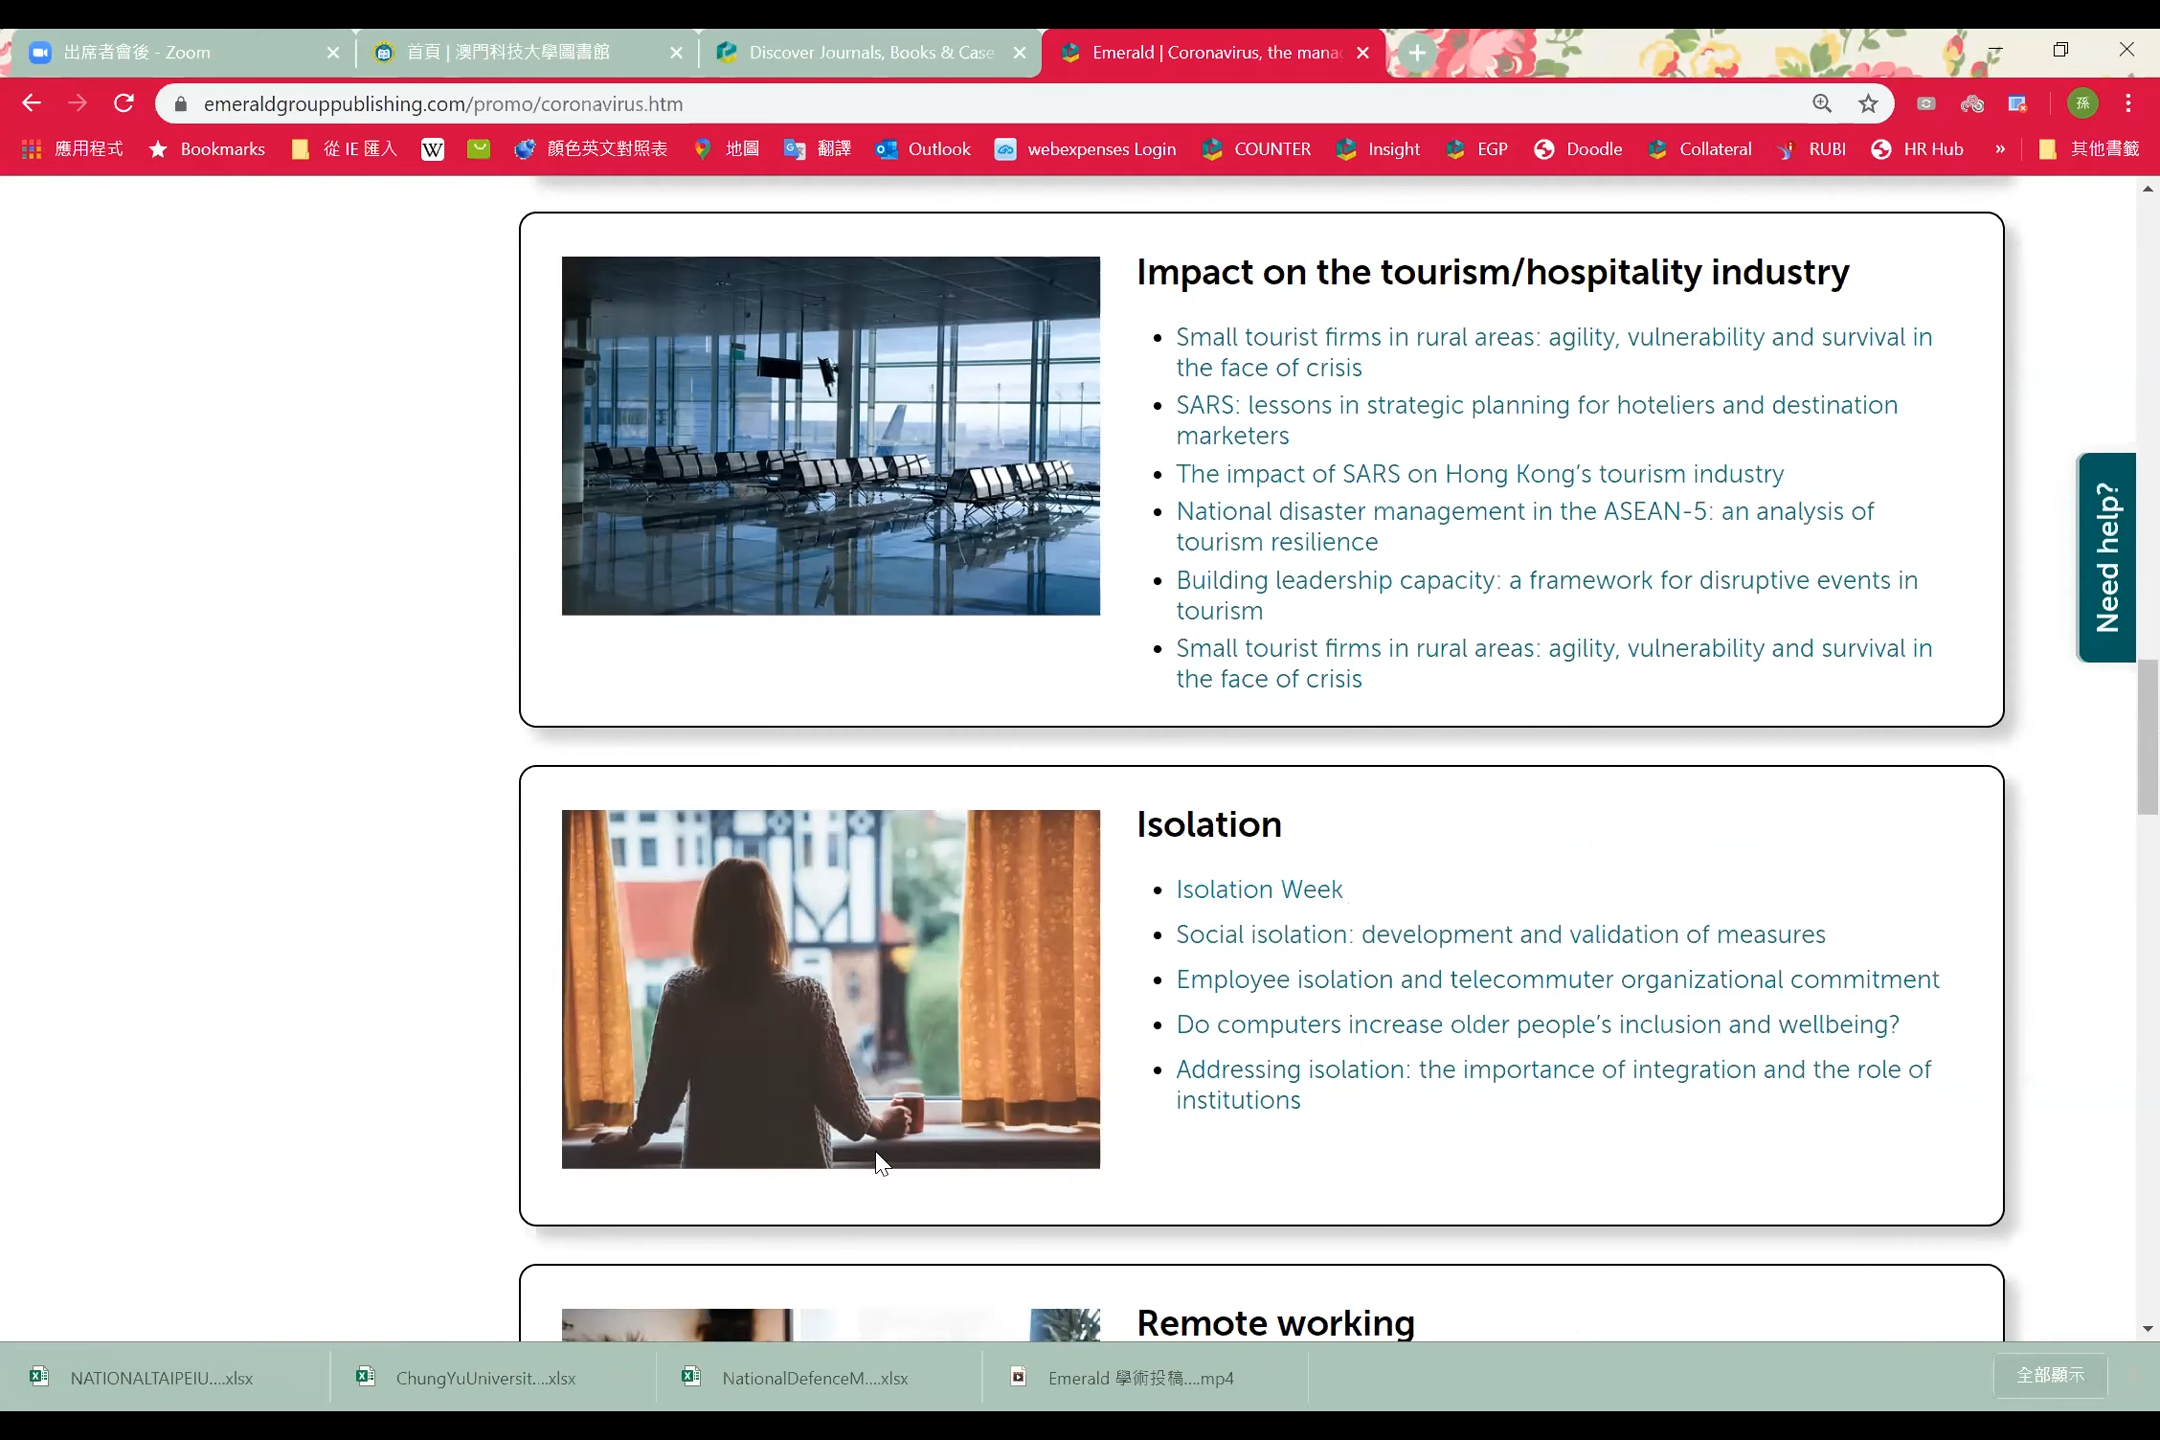 出席者會後 - Zoom
首頁 | 澳門科技大學圖書館
Discover Journals, Books & Case
Emerald | Coronavirus, the mana
emeraldgrouppublishing.com/promo/coronavirus.htm
孫
應用程式
Bookmarks
從 IE 匯入
W
顏色英文對照表
地圖
翻譯
Outlook
webexpenses Login
COUNTER
Insight
EGP
Doodle
Collateral
RUBI
HR Hub
»
其他書籤
Impact on the tourism/hospitality industry
• Small tourist firms in rural areas: agility, vulnerability and survival in
the face of crisis
• SARS: lessons in strategic planning for hoteliers and destination
marketers
• The impact of SARS on Hong Kong’s tourism industry
• National disaster management in the ASEAN-5: an analysis of
tourism resilience
• Building leadership capacity: a framework for disruptive events in
tourism
• Small tourist firms in rural areas: agility, vulnerability and survival in
the face of crisis
Need help?
Isolation
• Isolation Week
• Social isolation: development and validation of measures
• Employee isolation and telecommuter organizational commitment
• Do computers increase older people’s inclusion and wellbeing?
• Addressing isolation: the importance of integration and the role of
institutions
Remote working
NATIONALTAIPEIU....xlsx
ChungYuUniversit....xlsx
NationalDefenceM....xlsx
Emerald 學術投稿....mp4
全部顯示